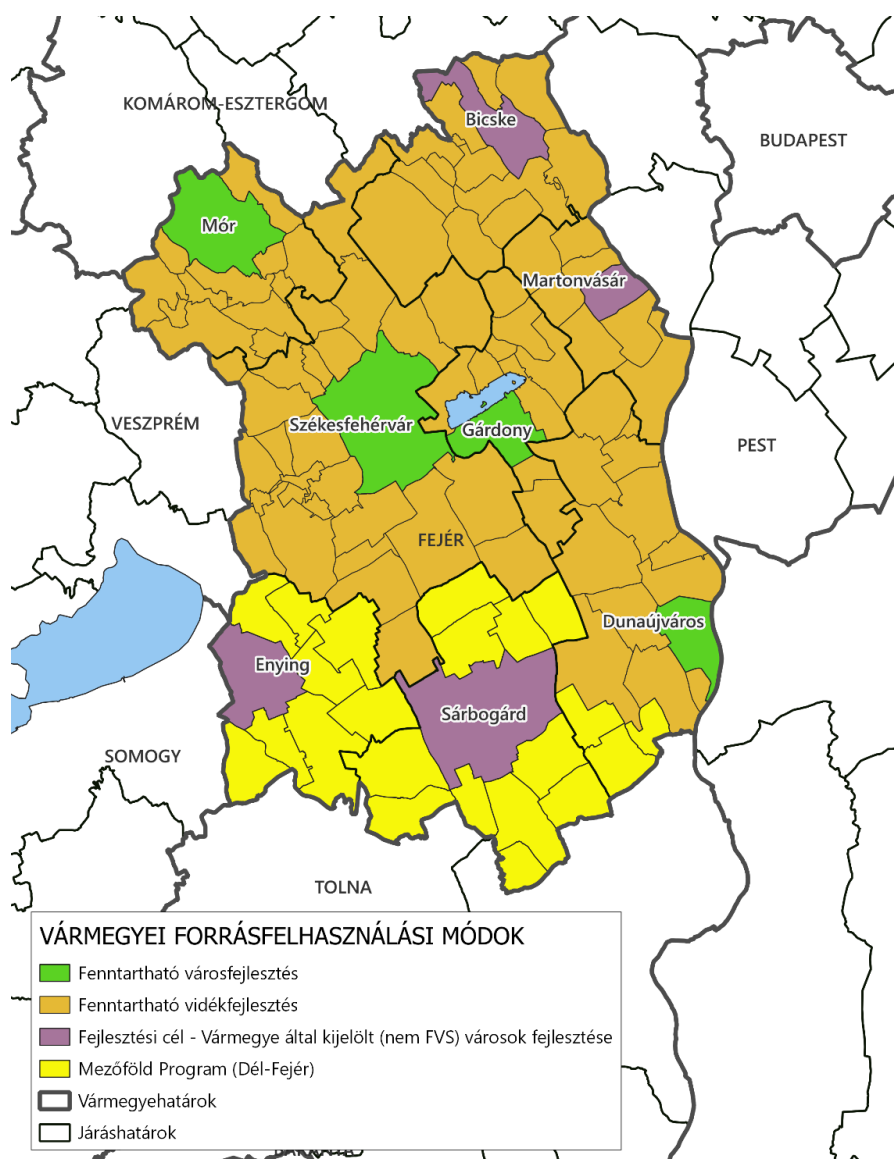 KOMÁROM-ESZTERGOM
Bicske
BUDAPEST
Mór
Martonvásár
VESZPRÉM
Székesfehérvár
Gárdony
PEST
FEJÉR
Dunaújváros
Enying
Sárbogárd
SOMOGY
TOLNA
VÁRMEGYEI FORRÁSFELHASZNÁLÁSI MÓDOK
Fenntartható városfejlesztés
Fenntartható vidékfejlesztés
Fejlesztési cél - Vármegye által kijelölt (nem FVS) városok fejlesztése
Mezőföld Program (Dél-Fejér)
Vármegyehatárok
Járáshatárok